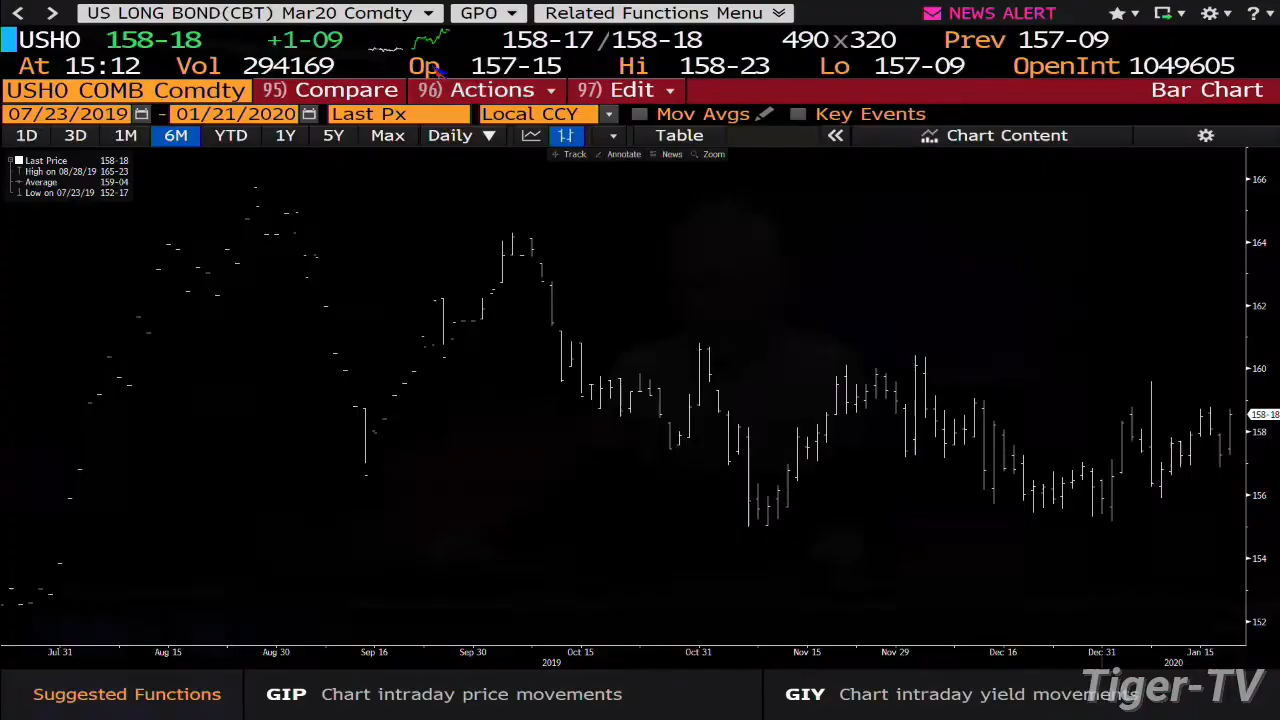 US LONG BOND(CBT) Mar20 Comdty GPO Related Functions Menu NEWS ALERT ?
USH0 158-18 +1-09 158-17/158-18 490x320 Prev 157-09
At 15:12 Vol 294169 Op 157-15 Hi 158-23 Lo 157-09 OpenInt 1049605
USH0 COMB Comdty 95) Compare 96) Actions 97) Edit Bar Chart
07/23/2019 - 01/21/2020 Last Px Local CCY Mov Avgs Key Events
1D 3D 1M 6M YTD 1Y 5Y Max Daily Table Chart Content
Track Annotate News Zoom
Last Price 158-18
High on 08/28/19 165-23
Average 159-04
Low on 07/23/19 152-17
166
164
162
160
158-18
158
156
154
152
Jul 31 Aug 15 Aug 30 Sep 16 Sep 30 Oct 15 Oct 31 Nov 15 Nov 29 Dec 16 Dec 31 Jan 15
2019 2020
Suggested Functions GIP Chart intraday price movements GIY Chart intraday yield movements
Tiger-TV